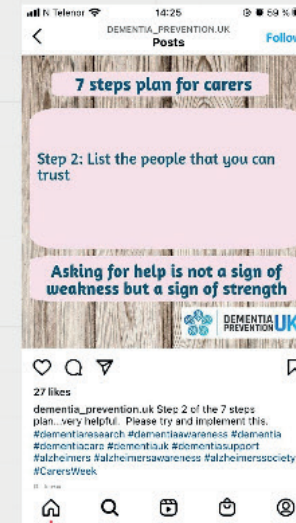 N Telenor 14:25 59 %
DEMENTIA_PREVENTION.UK
Posts
Follow
7 steps plan for carers
Step 2: List the people that you can
trust
Asking for help is not a sign of
weakness but a sign of strength
DEMENTIA
PREVENTION UK
27 likes
dementia_prevention.uk Step 2 of the 7 steps
plan...very helpful. Please try and implement this.
#dementiaresearch #dementiaawareness #dementia
#dementiacare #dementiauk #dementiasupport
#alzheimers #alzheimersawareness #alzheimerssociety
#CarersWeek